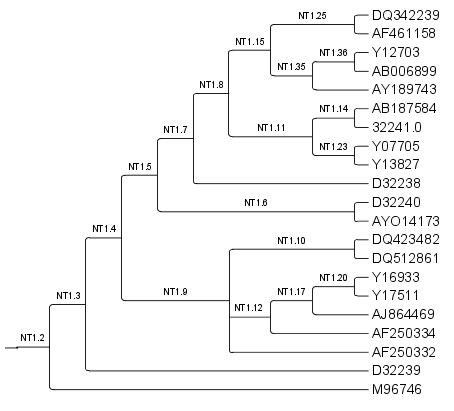 DQ342239
NT1.25
AF461158
NT1.15
NT1.36
Y12703
NT1.35
AB006899
NT1.8
AY189743
NT1.14
AB187584
NT1.7
NT1.11
32241.0
NT1.23
Y07705
Y13827
NT1.5
D32238
NT1.6
D32240
AYO14173
NT1.4
NT1.10
DQ423482
DQ512861
NT1.20
Y16933
NT1.3
NT1.9
NT1.17
Y17511
NT1.12
AJ864469
NT1.2
AF250334
AF250332
D32239
M96746